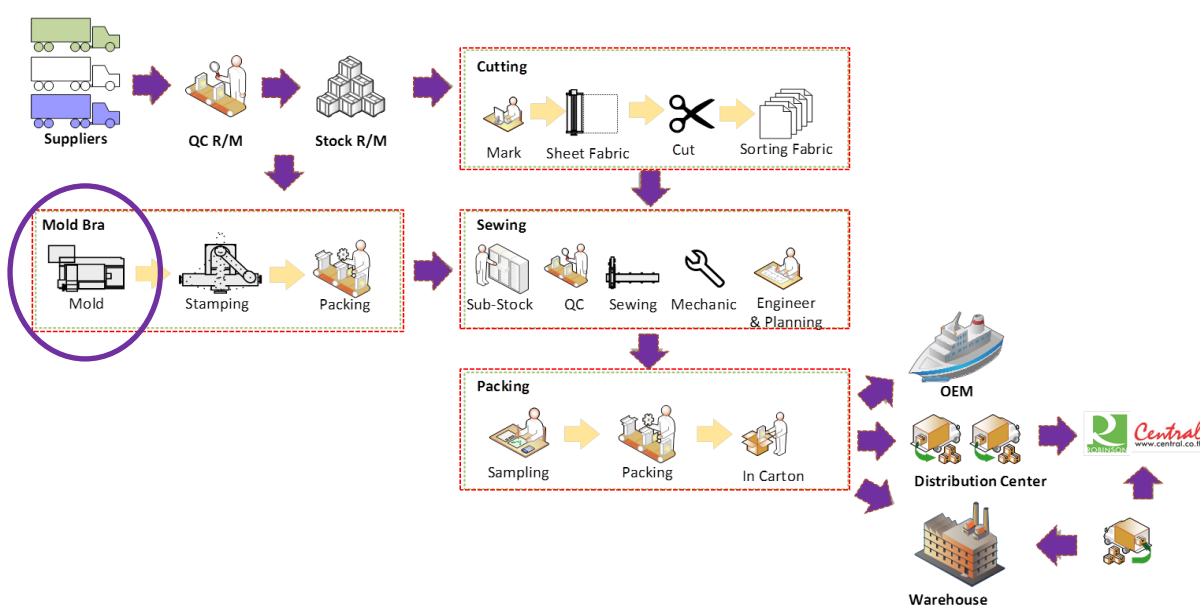 Suppliers
QC R/M
Stock R/M
Cutting
Mark
Sheet Fabric
Cut
Sorting Fabric
Mold Bra
Mold
Stamping
Packing
Sewing
Sub-Stock
QC
Sewing
Mechanic
Engineer
& Planning
Packing
Sampling
Packing
In Carton
OEM
Distribution Center
R
ROBINSON
Central
www.central.co.t
Warehouse